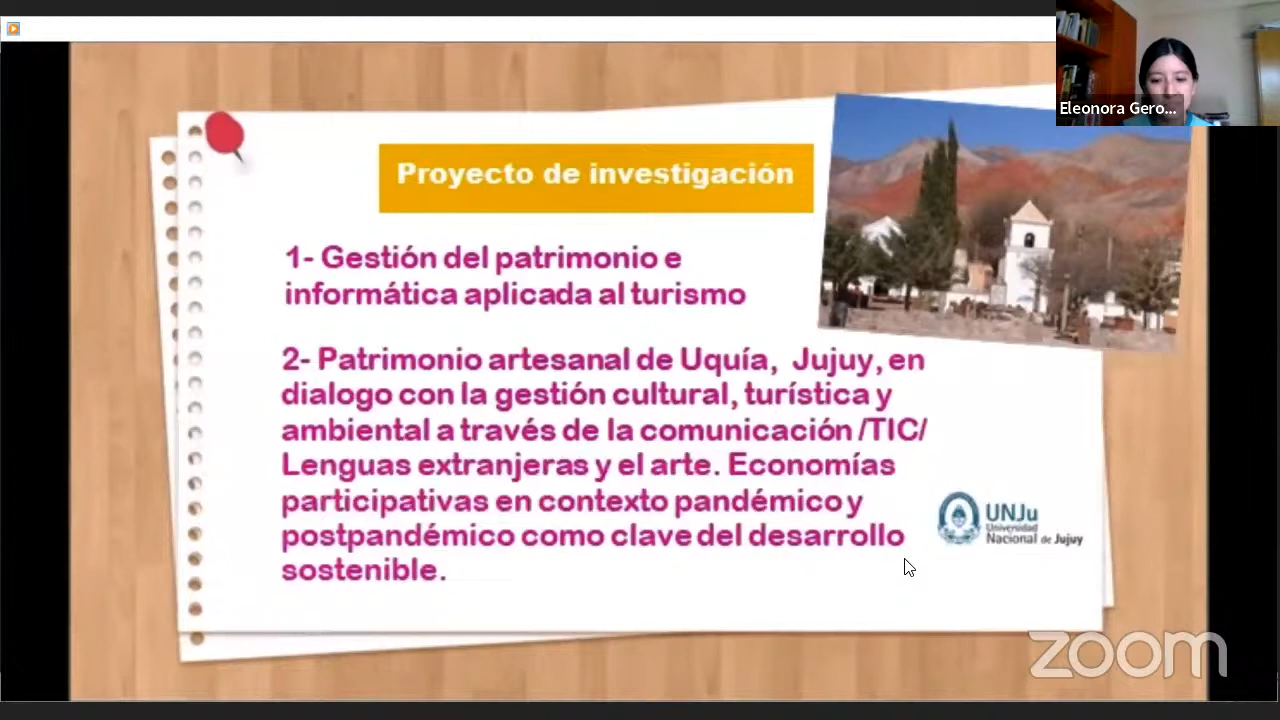 Eleonora Gero...
Proyecto de investigación
1- Gestión del patrimonio e
informática aplicada al turismo
2- Patrimonio artesanal de Uquía, Jujuy, en
dialogo con la gestión cultural, turística y
ambiental a través de la comunicación /TIC/
Lenguas extranjeras y el arte. Economías
participativas en contexto pandémico y
postpandémico como clave del desarrollo
sostenible.
UNJu
Universidad
Nacional de Jujuy
zoom